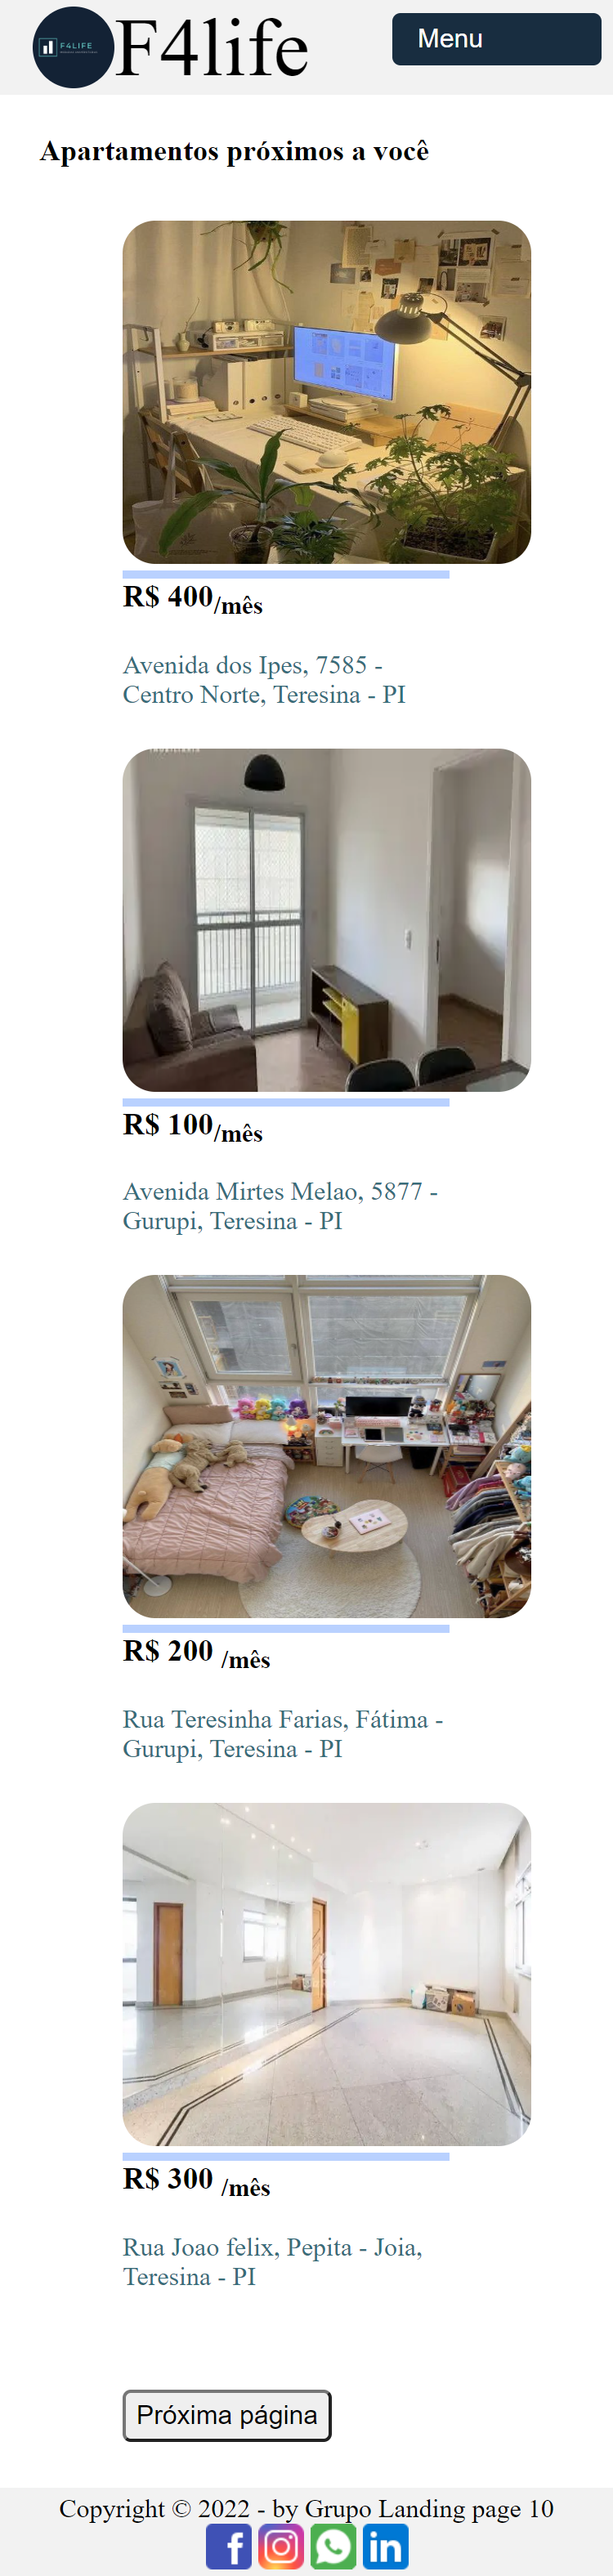 F4LIFE
F4life
Menu
Apartamentos próximos a você
R$ 400/mês
Avenida dos Ipes, 7585 -
Centro Norte, Teresina - PI
R$ 100/mês
Avenida Mirtes Melao, 5877 -
Gurupi, Teresina - PI
R$ 200 /mês
Rua Teresinha Farias, Fátima -
Gurupi, Teresina - PI
R$ 300 /mês
Rua Joao felix, Pepita - Joia,
Teresina - PI
Próxima página
Copyright © 2022 - by Grupo Landing page 10